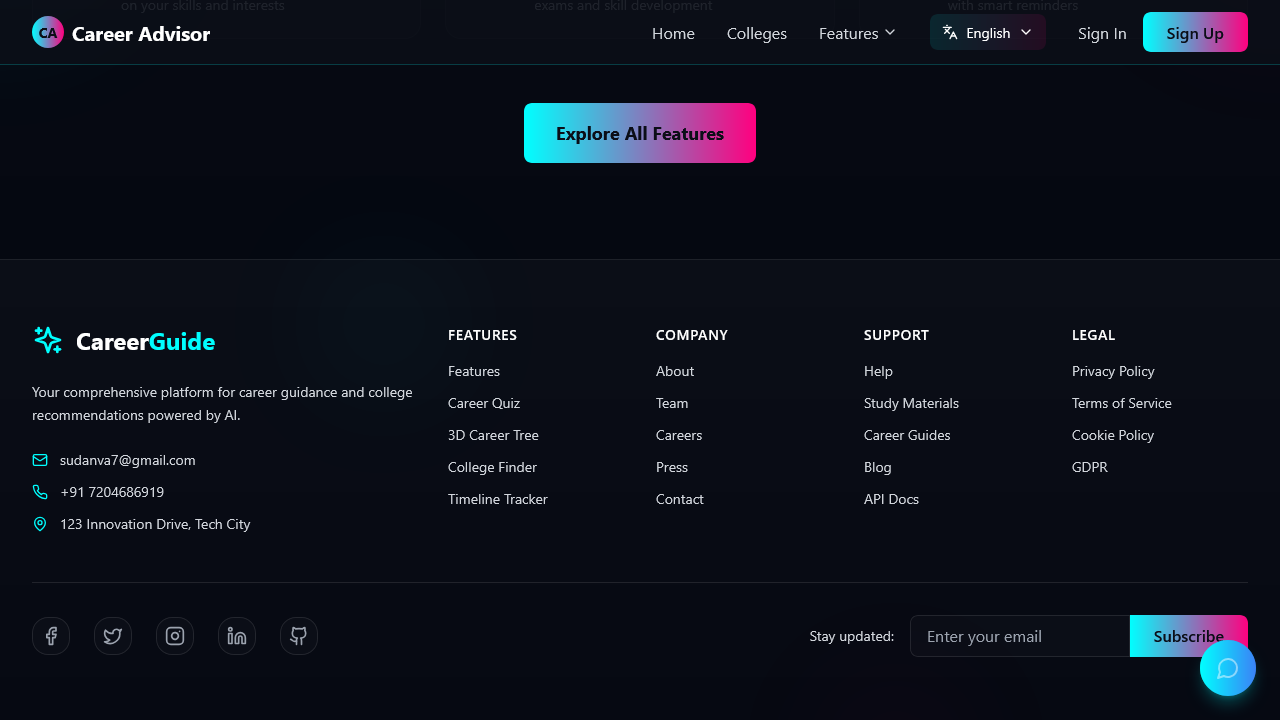 on your skills and interests
exams and skill development
with smart reminders
CA Career Advisor
Home
Colleges
Features
English
Sign In
Sign Up
Explore All Features
CareerGuide
Your comprehensive platform for career guidance and college
recommendations powered by AI.
sudanva7@gmail.com
+91 7204686919
123 Innovation Drive, Tech City
FEATURES
Features
Career Quiz
3D Career Tree
College Finder
Timeline Tracker
COMPANY
About
Team
Careers
Press
Contact
SUPPORT
Help
Study Materials
Career Guides
Blog
API Docs
LEGAL
Privacy Policy
Terms of Service
Cookie Policy
GDPR
Stay updated:
Enter your email
Subscribe